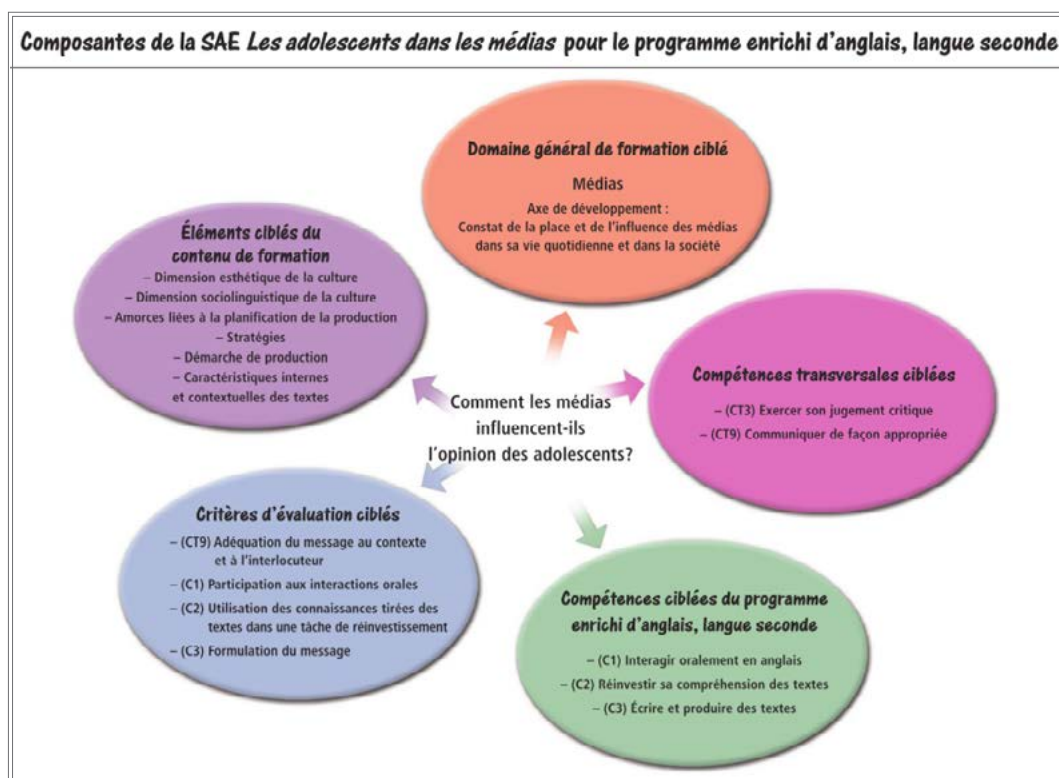 Composantes de la SAE Les adolescents dans les médias pour le programme enrichi d'anglais, langue seconde
Domaine général de formation ciblé
Médias
Axe de développement :
Constat de la place et de l'influence des médias
dans sa vie quotidienne et dans la société
Éléments ciblés du
contenu de formation
– Dimension esthétique de la culture
– Dimension sociolinguistique de la culture
– Amorces liées à la planification de la production
– Stratégies
– Démarche de production
– Caractéristiques internes
et contextuelles des textes
Compétences transversales ciblées
– (CT3) Exercer son jugement critique
– (CT9) Communiquer de façon appropriée
Comment les médias
influencent-ils
l'opinion des adolescents?
Critères d'évaluation ciblés
– (CT9) Adéquation du message au contexte
et à l'interlocuteur
– (C1) Participation aux interactions orales
– (C2) Utilisation des connaissances tirées des
textes dans une tâche de réinvestissement
– (C3) Formulation du message
Compétences ciblées du programme
enrichi d'anglais, langue seconde
– (C1) Interagir oralement en anglais
– (C2) Réinvestir sa compréhension des textes
– (C3) Écrire et produire des textes